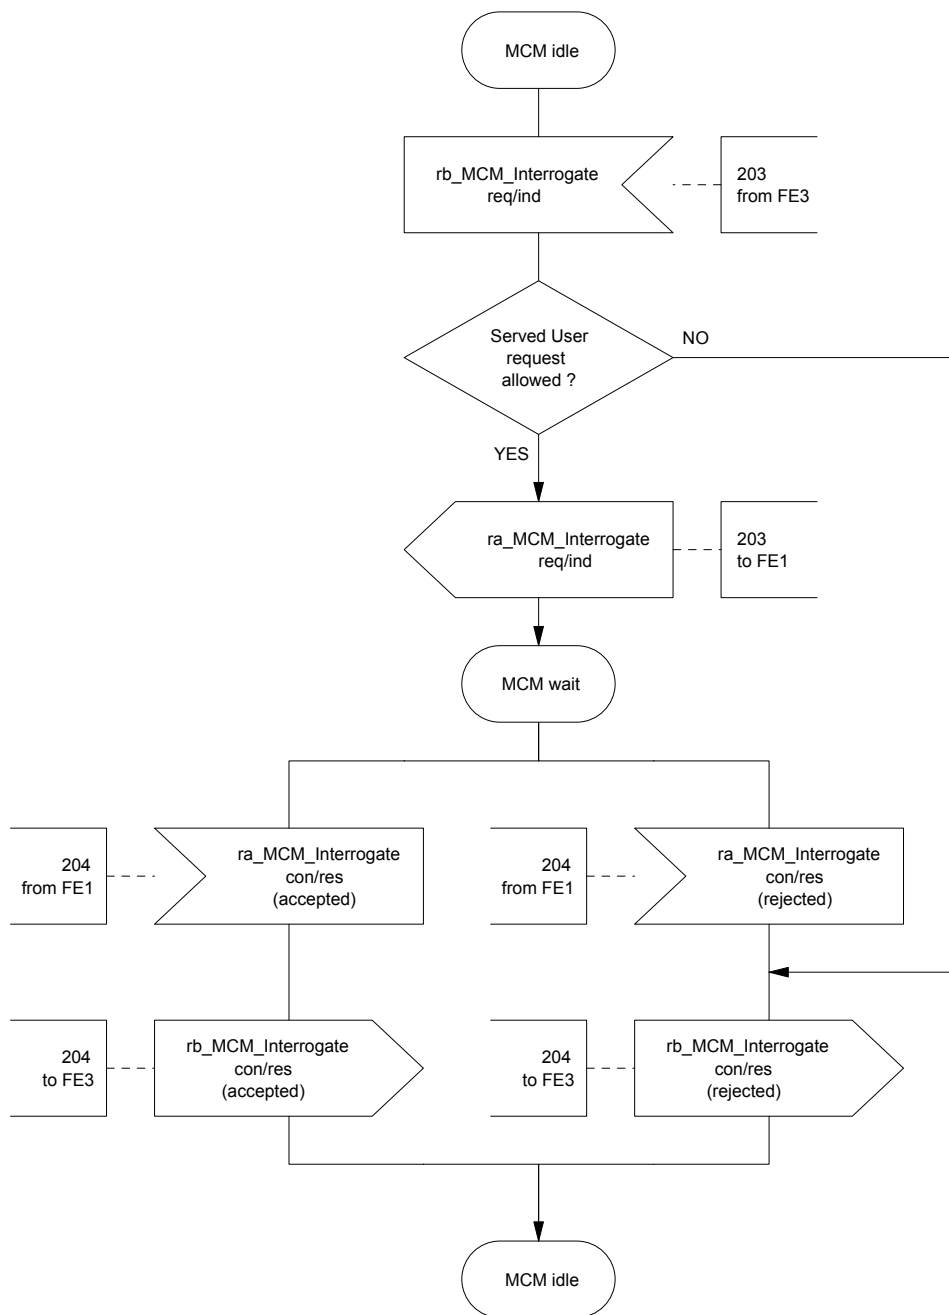 MCM idle
rb_MCM_Interrogate
req/ind
203
from FE3
Served User
request
allowed ?
NO
YES
ra_MCM_Interrogate
req/ind
203
to FE1
MCM wait
204
from FE1
ra_MCM_Interrogate
con/res
(accepted)
204
from FE1
ra_MCM_Interrogate
con/res
(rejected)
204
to FE3
rb_MCM_Interrogate
con/res
(accepted)
204
to FE3
rb_MCM_Interrogate
con/res
(rejected)
MCM idle